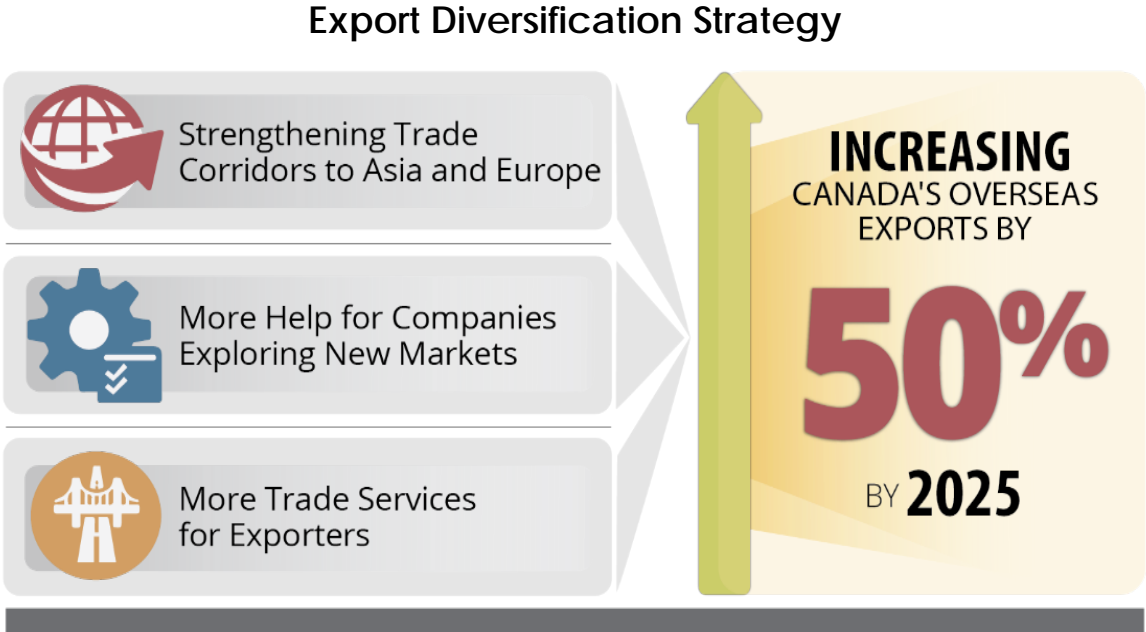 Export Diversification Strategy
Strengthening Trade
Corridors to Asia and Europe
More Help for Companies
Exploring New Markets
More Trade Services
for Exporters
INCREASING
CANADA'S OVERSEAS
EXPORTS BY
50%
BY 2025